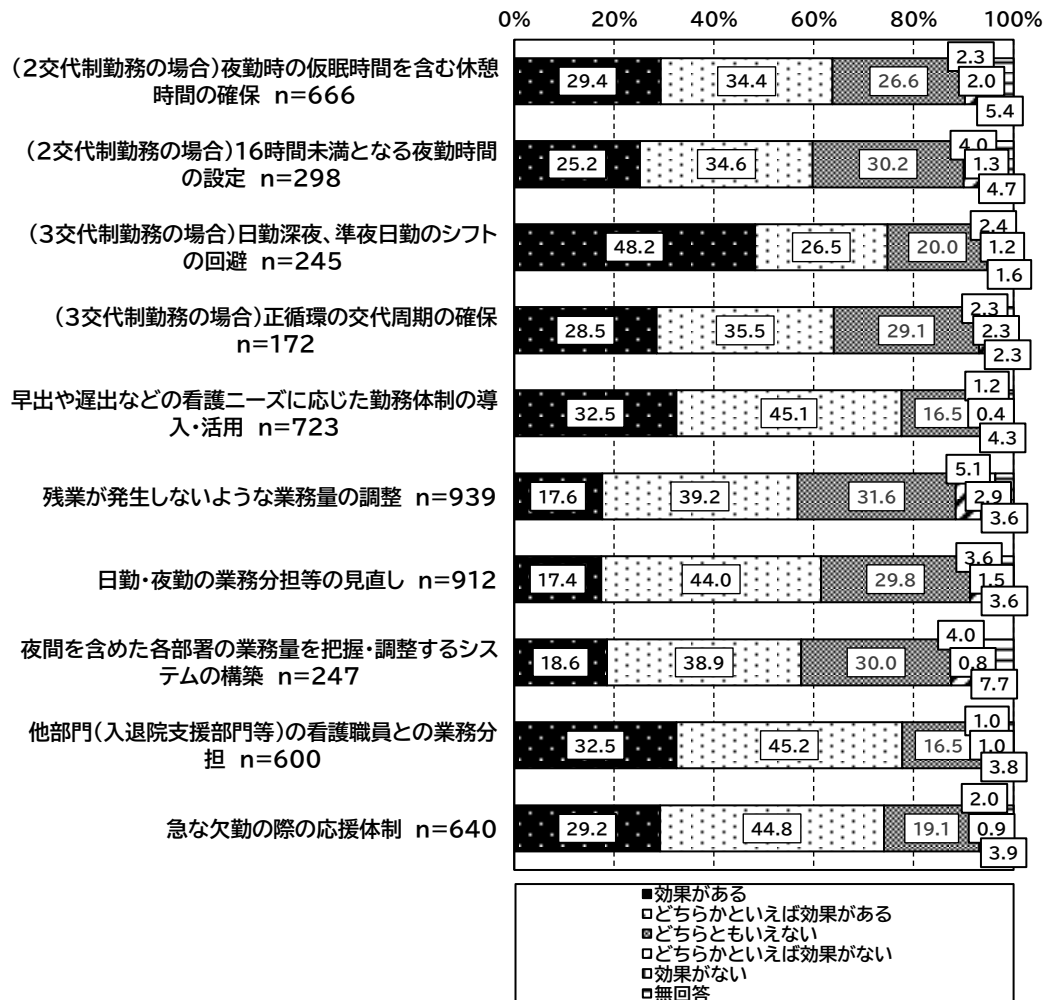 0% 20% 40% 60% 80% 100%
（2交代制勤務の場合）夜勤時の仮眠時間を含む休憩
時間の確保 n=666
29.4 34.4 26.6 2.3 2.0 5.4
（2交代制勤務の場合）16時間未満となる夜勤時間
の設定 n=298
25.2 34.6 30.2 4.0 1.3 4.7
（3交代制勤務の場合）日勤深夜、準夜日勤のシフト
の回避 n=245
48.2 26.5 20.0 2.4 1.2 1.6
（3交代制勤務の場合）正循環の交代周期の確保
n=172
28.5 35.5 29.1 2.3 2.3 2.3
早出や遅出などの看護ニーズに応じた勤務体制の導
入・活用 n=723
32.5 45.1 16.5 1.2 0.4 4.3
残業が発生しないような業務量の調整 n=939
17.6 39.2 31.6 5.1 2.9 3.6
日勤・夜勤の業務分担等の見直し n=912
17.4 44.0 29.8 3.6 1.5 3.6
夜間を含めた各部署の業務量を把握・調整するシス
テムの構築 n=247
18.6 38.9 30.0 4.0 0.8 7.7
他部門（入退院支援部門等）の看護職員との業務分
担 n=600
32.5 45.2 16.5 1.0 1.0 3.8
急な欠勤の際の応援体制 n=640
29.2 44.8 19.1 2.0 0.9 3.9
効果がある
どちらかといえば効果がある
どちらともいえない
どちらかといえば効果がない
効果がない
無回答